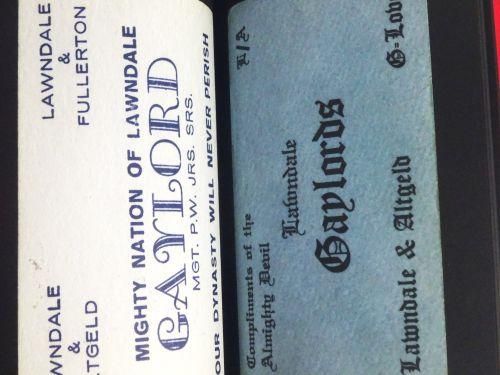 WNDALE
&
TGELD
LAWNDALE
&
FULLERTON
MIGHTY NATION OF LAWNDALE
GAYLORD
MGT. P.W. JRS. SRS.
OUR DYNASTY WILL NEVER PERISH
Compliments of the
Almighty Devil
L/A
Lawndale
Gaylords
Lawndale & Altgeld
G-Lov